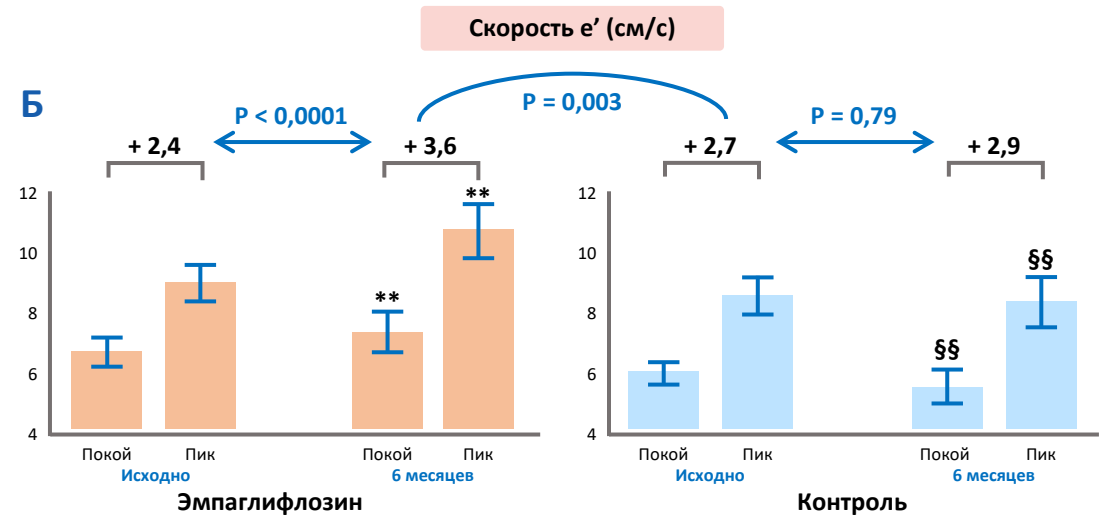 Скорость e’ (см/с)
Б
P < 0,0001
P = 0,003
P = 0,79
+ 2,4
+ 3,6
+ 2,7
+ 2,9
12
10
8
6
4
**
**
Покой
Пик
Покой
Пик
Исходно
6 месяцев
Эмпаглифлозин
12
10
8
6
4
§§
§§
Покой
Пик
Покой
Пик
Исходно
6 месяцев
Контроль